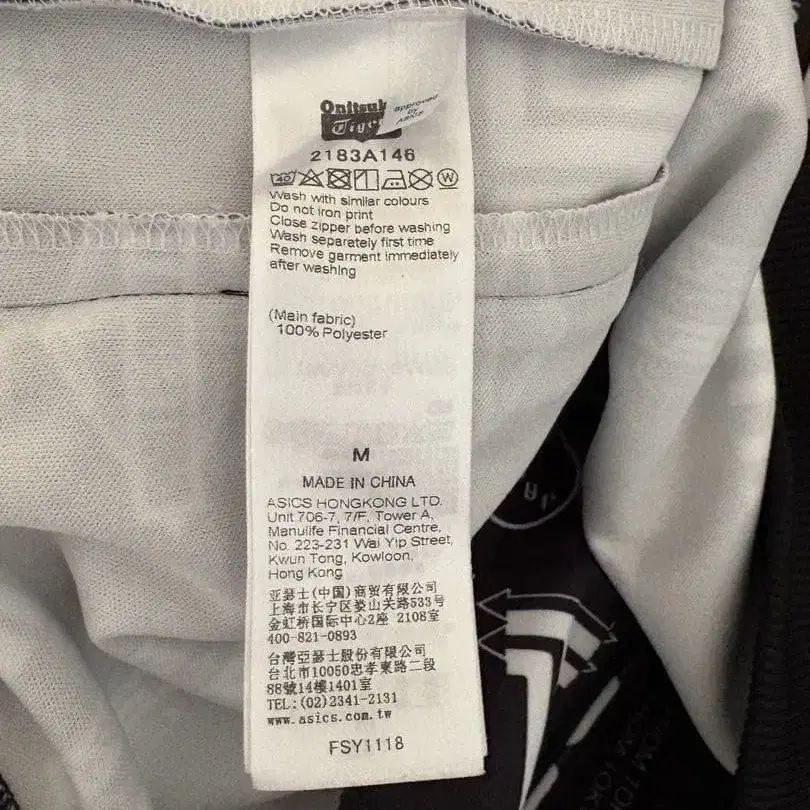 Onitsuk
Tiger
approved
by
ASICS
2183A146
40
W
Wash with similar colours
Do not iron print
Close zipper before washing
Wash separately first time
Remove garment immediately
after washing
(Main fabric)
100% Polyester
M
MADE IN CHINA
ASICS HONGKONG LTD.
Unit 706-7, 7/F, Tower A,
Manulife Financial Centre,
No. 223-231 Wai Yip Street,
Kwun Tong, Kowloon,
Hong Kong
亚瑟士(中国)商贸有限公司
上海市长宁区娄山关路533号
金虹桥国际中心2座 2108室
400-821-0893
台灣亞瑟士股份有限公司
台北市10050忠孝東路二段
88號14樓1401室
TEL:(02)2341-2131
www.asics.com.tw
FSY1118